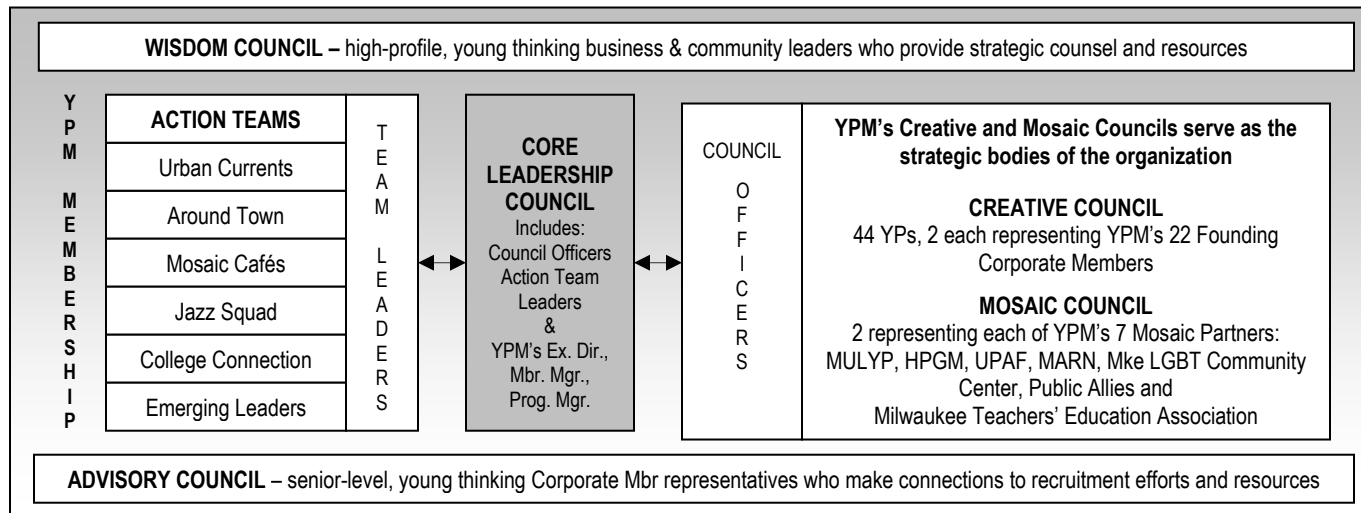 WISDOM COUNCIL – high-profile, young thinking business & community leaders who provide strategic counsel and resources
YPM MEMBERSHIP
ACTION TEAMS
Urban Currents
Around Town
Mosaic Cafés
Jazz Squad
College Connection
Emerging Leaders
TEAM LEADERS
CORE
LEADERSHIP
COUNCIL
Includes:
Council Officers
Action Team
Leaders
&
YPM's Ex. Dir.,
Mbr. Mgr.,
Prog. Mgr.
COUNCIL
OFFICERS
YPM's Creative and Mosaic Councils serve as the
strategic bodies of the organization
CREATIVE COUNCIL
44 YPs, 2 each representing YPM's 22 Founding
Corporate Members
MOSAIC COUNCIL
2 representing each of YPM's 7 Mosaic Partners:
MULYP, HPGM, UPAF, MARN, Mke LGBT Community
Center, Public Allies and
Milwaukee Teachers' Education Association
ADVISORY COUNCIL – senior-level, young thinking Corporate Mbr representatives who make connections to recruitment efforts and resources